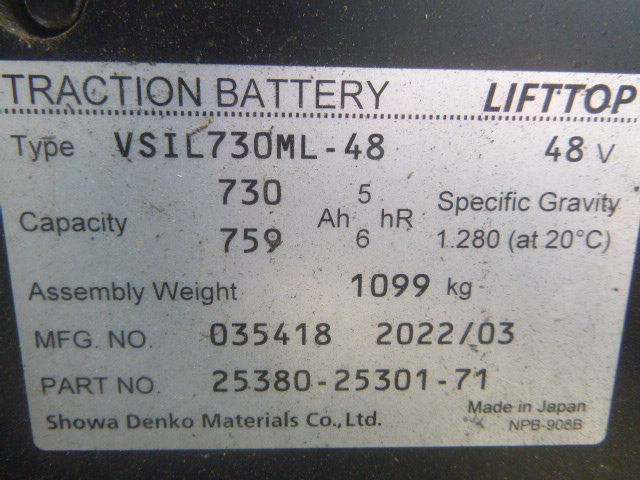 TRACTION BATTERY LIFTTOP
Type VSIL730ML-48 48 V
730 5
Capacity Ah hR Specific Gravity
759 6 1.280 (at 20°C)
Assembly Weight 1099 kg
MFG. NO. 035418 2022/03
PART NO. 25380-25301-71
Showa Denko Materials Co.,Ltd. Made in Japan
NPB-908B